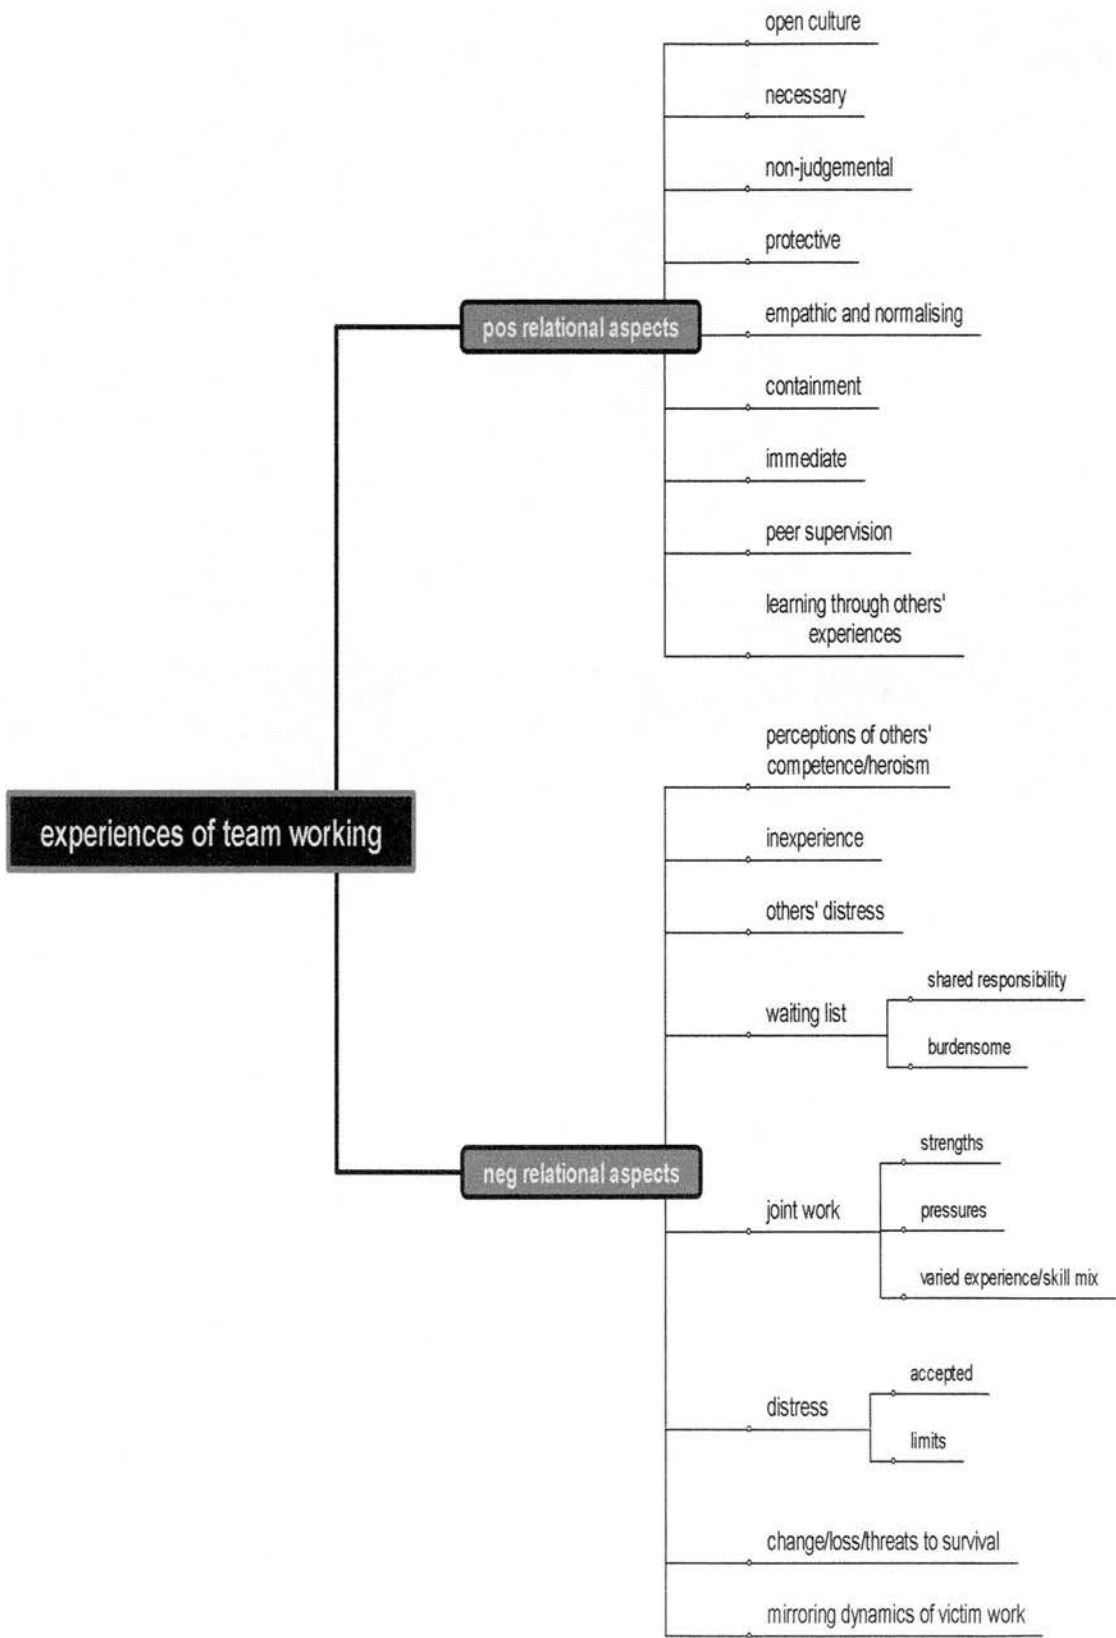 open culture
necessary
non-judgemental
protective
pos relational aspects
empathic and normalising
containment
immediate
peer supervision
learning through others'
experiences
experiences of team working
perceptions of others'
competence/heroism
inexperience
others' distress
waiting list
shared responsibility
burdensome
neg relational aspects
joint work
strengths
pressures
varied experience/skill mix
distress
accepted
limits
change/loss/threats to survival
mirroring dynamics of victim work